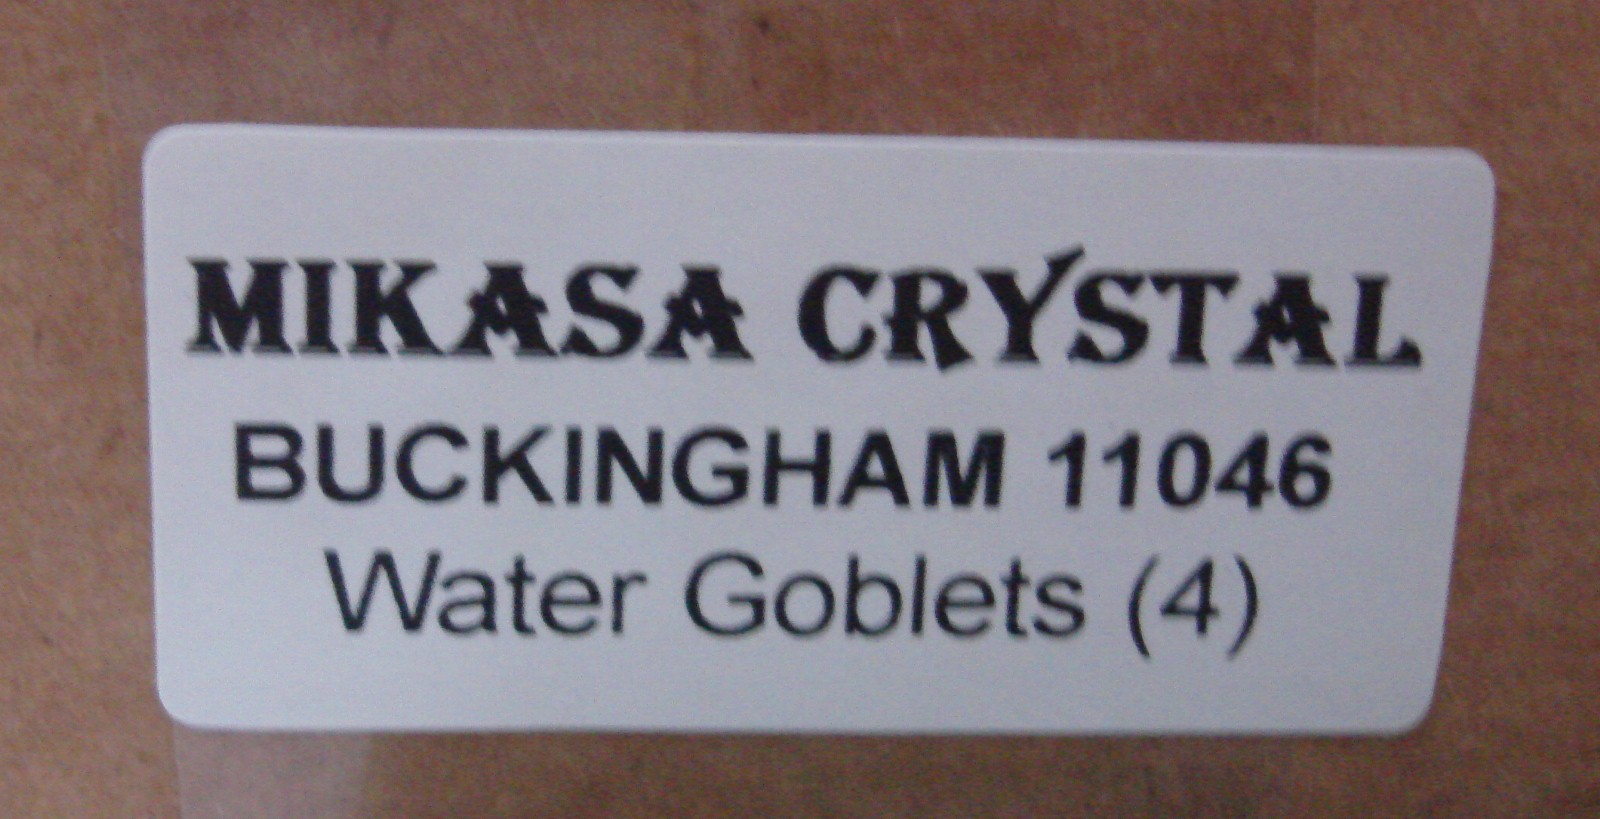 MIKASA CRYSTAL
BUCKINGHAM 11046
Water Goblets (4)